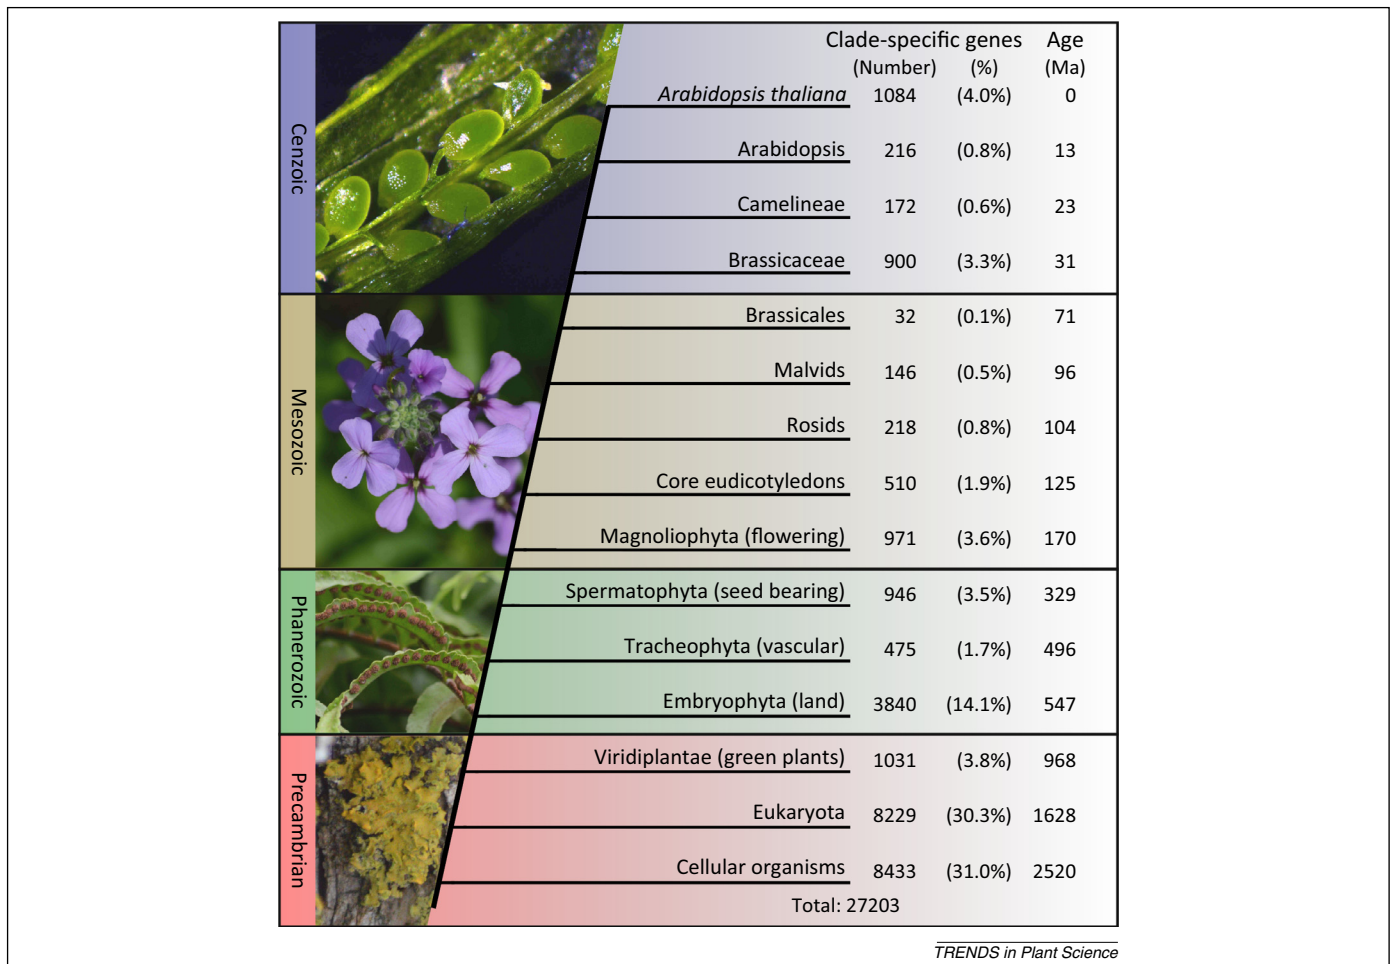 Clade-specific genes Age
(Number) (%) (Ma)
Cenzoic
Arabidopsis thaliana 1084 (4.0%) 0
Arabidopsis 216 (0.8%) 13
Camelineae 172 (0.6%) 23
Brassicaceae 900 (3.3%) 31
Mesozoic
Brassicales 32 (0.1%) 71
Malvids 146 (0.5%) 96
Rosids 218 (0.8%) 104
Core eudicotyledons 510 (1.9%) 125
Magnoliophyta (flowering) 971 (3.6%) 170
Phanerozoic
Spermatophyta (seed bearing) 946 (3.5%) 329
Tracheophyta (vascular) 475 (1.7%) 496
Embryophyta (land) 3840 (14.1%) 547
Precambrian
Viridiplantae (green plants) 1031 (3.8%) 968
Eukaryota 8229 (30.3%) 1628
Cellular organisms 8433 (31.0%) 2520
Total: 27203
TRENDS in Plant Science